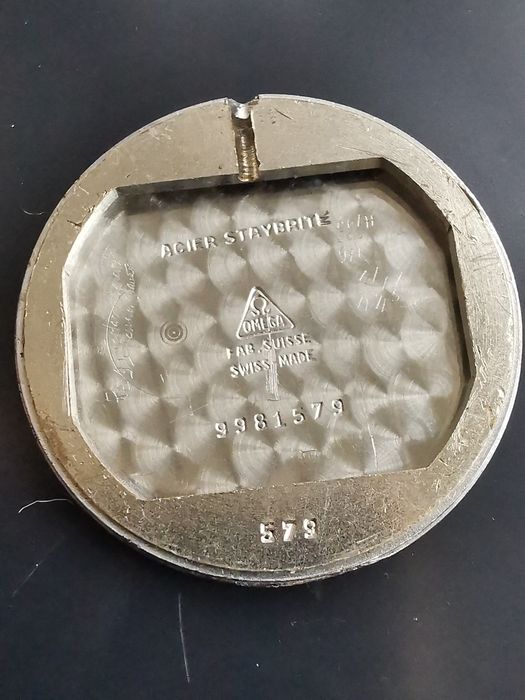 ACIER STAYBRITE
Ω
OMEGA
FAB. SUISSE
SWISS MADE
9981579
579